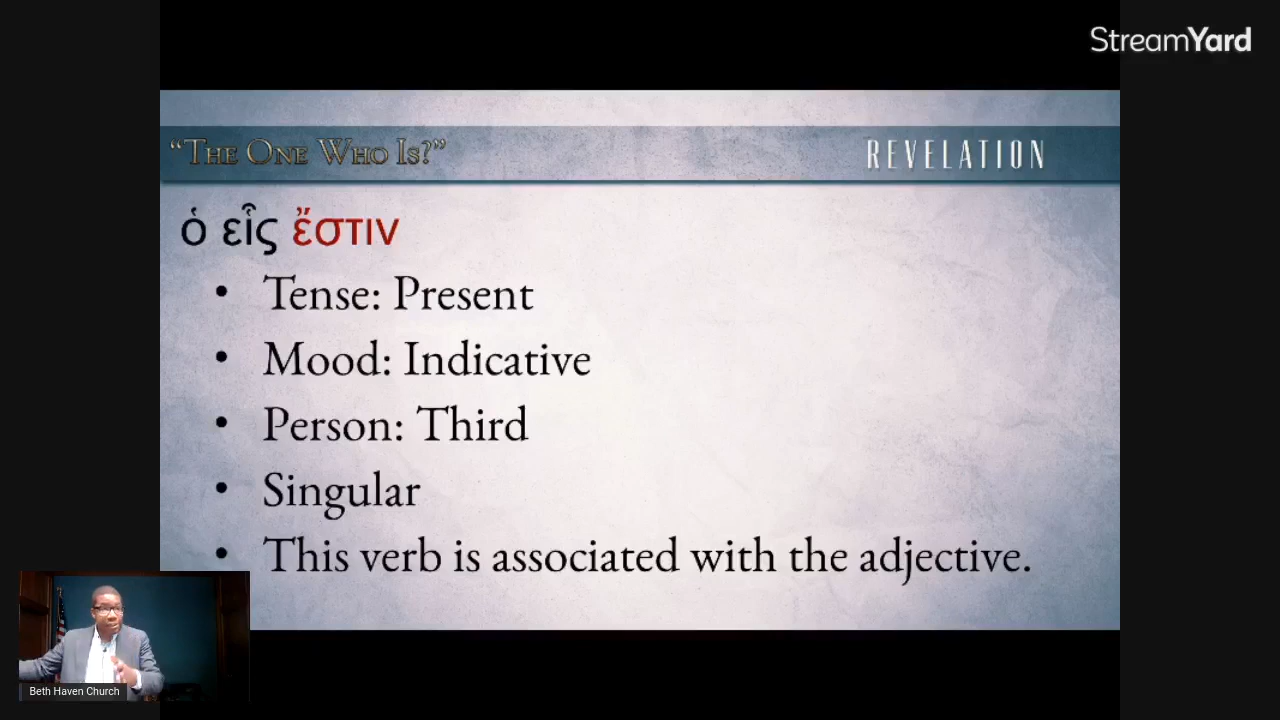 StreamYard
“THE ONE WHO IS?”
REVELATION
ὁ εἷς ἔστιν
• Tense: Present
• Mood: Indicative
• Person: Third
• Singular
• This verb is associated with the adjective.
Beth Haven Church